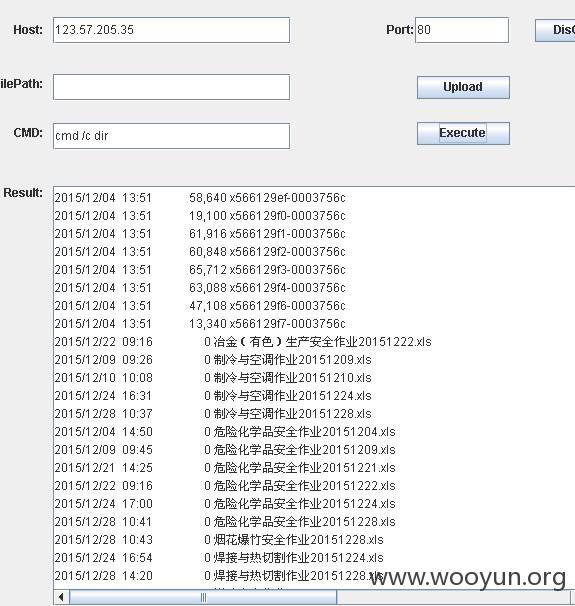 Host: 123.57.205.35 Port: 80 Dis
ilePath: Upload
CMD: cmd /c dir Execute
Result:
2015/12/04 13:51 58,640 x566129ef-0003756c
2015/12/04 13:51 19,100 x566129f0-0003756c
2015/12/04 13:51 61,916 x566129f1-0003756c
2015/12/04 13:51 60,848 x566129f2-0003756c
2015/12/04 13:51 65,712 x566129f3-0003756c
2015/12/04 13:51 63,088 x566129f4-0003756c
2015/12/04 13:51 47,108 x566129f6-0003756c
2015/12/04 13:51 13,340 x566129f7-0003756c
2015/12/22 09:16 0 冶金（有色）生产安全作业20151222.xls
2015/12/09 09:26 0 制冷与空调作业20151209.xls
2015/12/10 10:08 0 制冷与空调作业20151210.xls
2015/12/24 16:31 0 制冷与空调作业20151224.xls
2015/12/28 10:37 0 制冷与空调作业20151228.xls
2015/12/04 14:50 0 危险化学品安全作业20151204.xls
2015/12/09 09:45 0 危险化学品安全作业20151209.xls
2015/12/21 14:25 0 危险化学品安全作业20151221.xls
2015/12/22 09:16 0 危险化学品安全作业20151222.xls
2015/12/24 17:00 0 危险化学品安全作业20151224.xls
2015/12/28 10:41 0 危险化学品安全作业20151228.xls
2015/12/28 10:43 0 烟花爆竹安全作业20151228.xls
2015/12/24 16:54 0 焊接与热切割作业20151224.xls
2015/12/28 14:20 0 焊接与热切割作业20151228.xls
www.wooyun.org